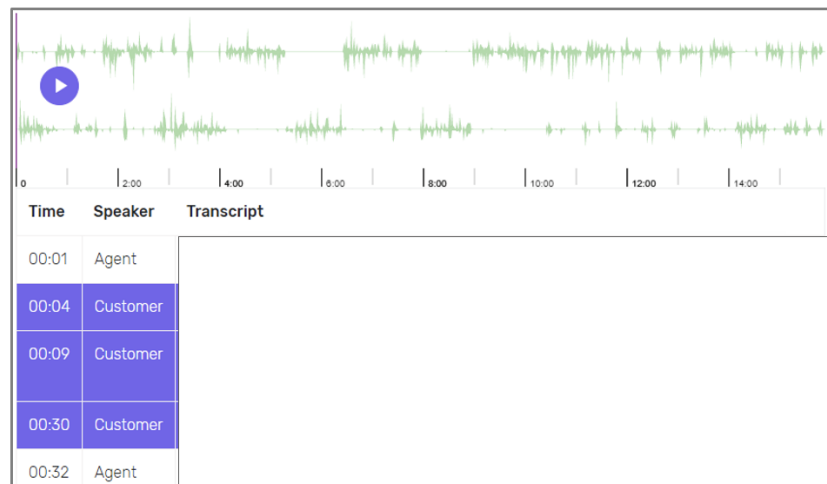 0 2:00 4:00 6:00 8:00 10:00 12:00 14:00
Time Speaker Transcript
00:01 Agent
00:04 Customer
00:09 Customer
00:30 Customer
00:32 Agent